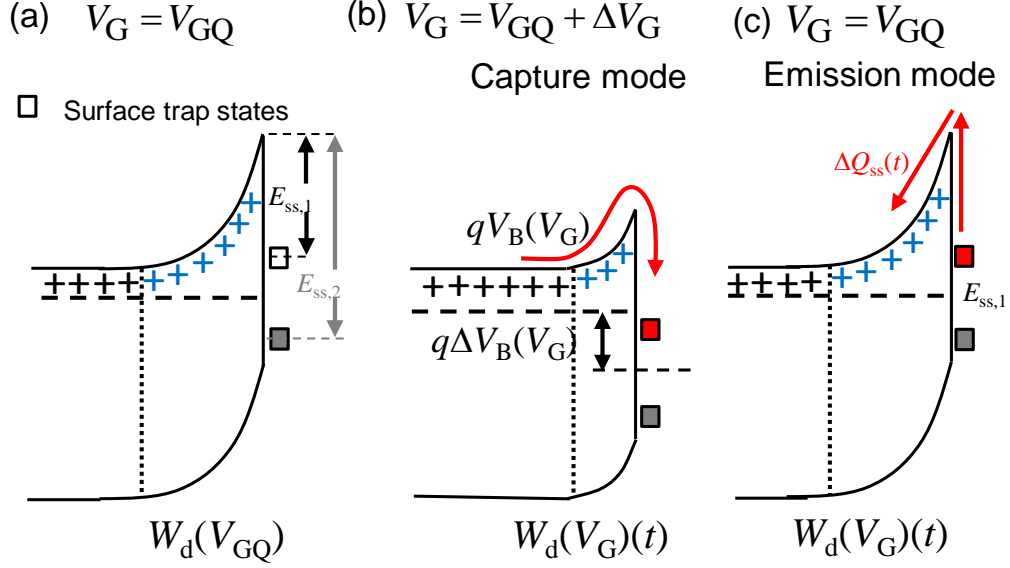 (a) V_G = V_GQ
Surface trap states
E_ss,1
E_ss,2
W_d(V_GQ)
(b) V_G = V_GQ + ΔV_G
Capture mode
qV_B(V_G)
qΔV_B(V_G)
W_d(V_G)(t)
(c) V_G = V_GQ
Emission mode
ΔQ_ss(t)
E_ss,1
W_d(V_G)(t)